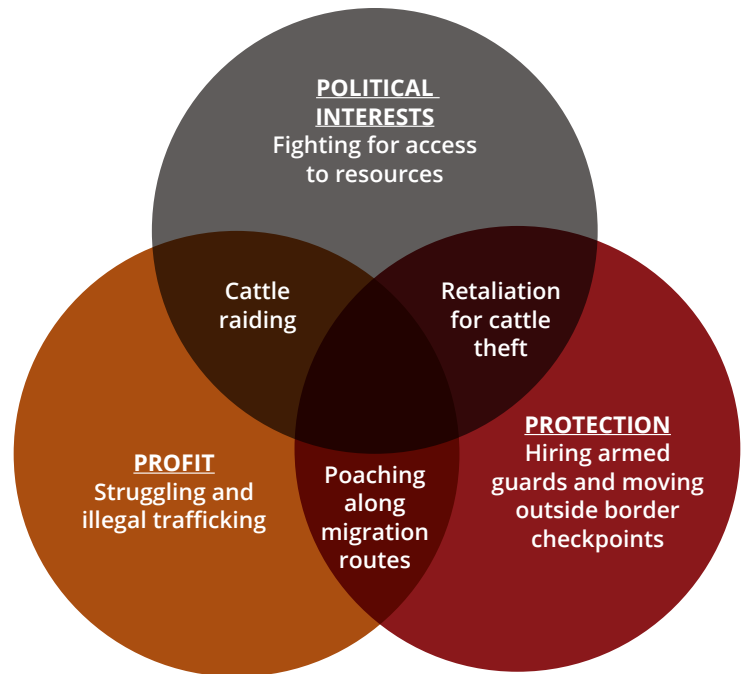 POLITICAL
INTERESTS
Fighting for access
to resources
Cattle
raiding
Retaliation
for cattle
theft
PROFIT
Struggling and
illegal trafficking
Poaching
along
migration
routes
PROTECTION
Hiring armed
guards and moving
outside border
checkpoints